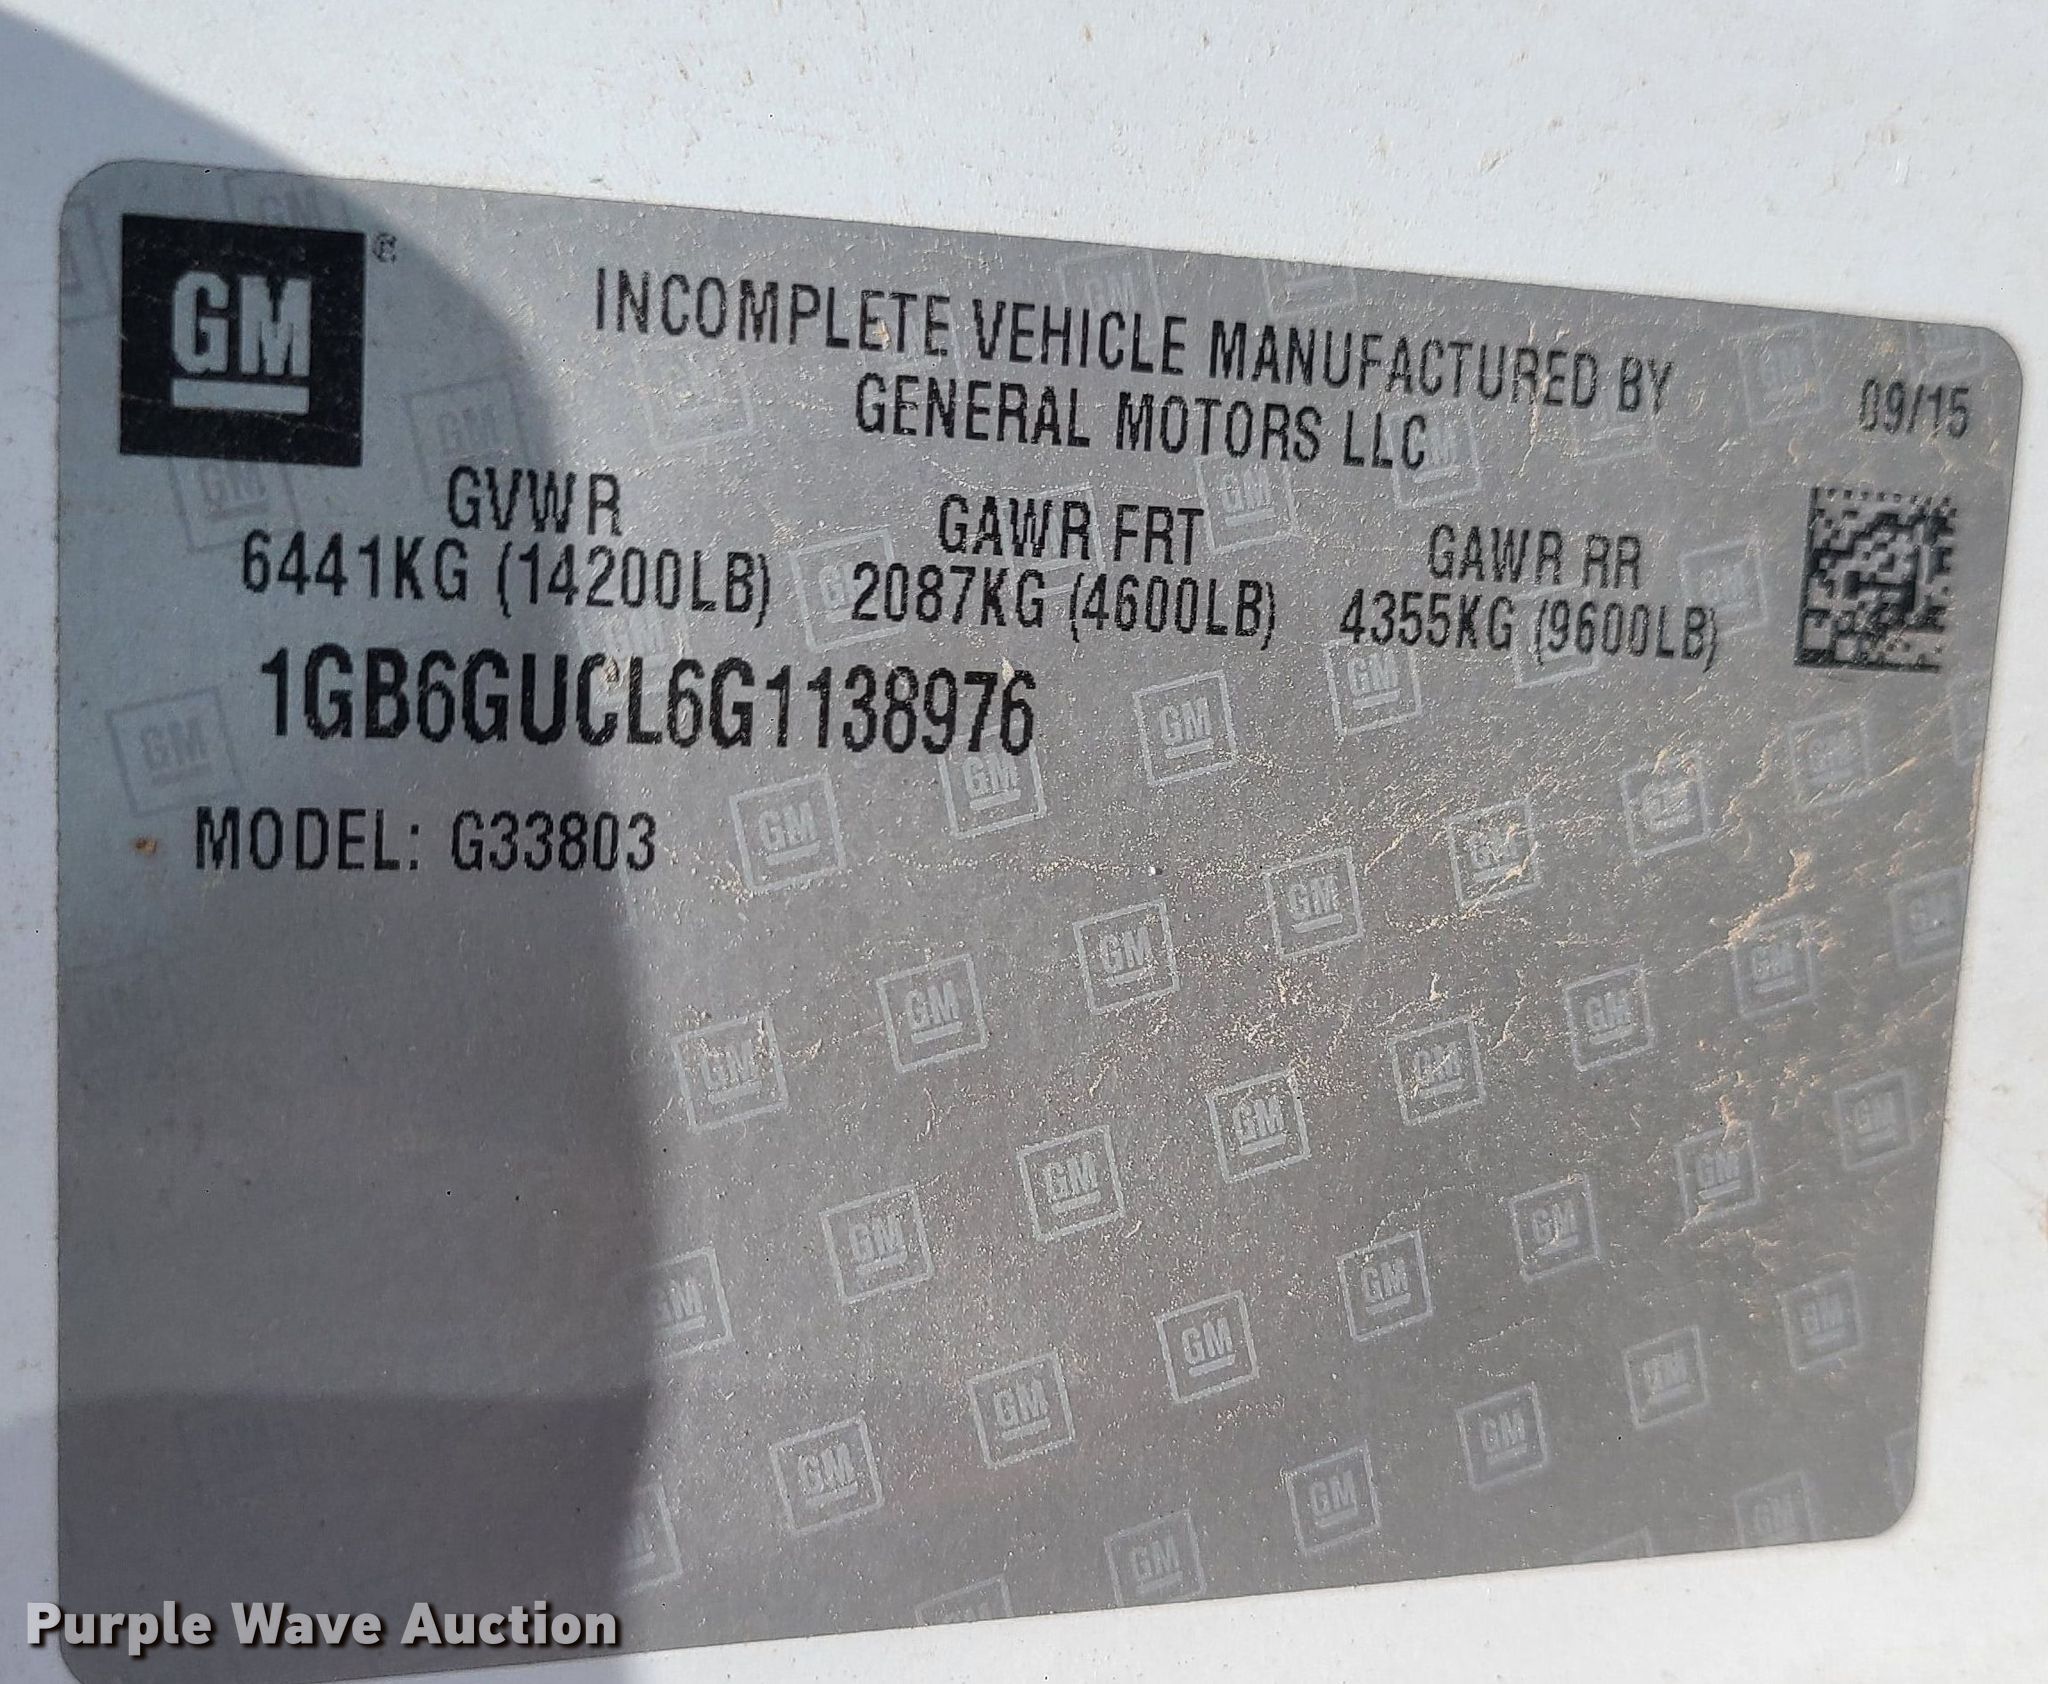 GM®
INCOMPLETE VEHICLE MANUFACTURED BY
GENERAL MOTORS LLC
09/15
GVWR GAWR FRT GAWR RR
6441KG (14200LB) 2087KG (4600LB) 4355KG (9600LB)
1GB6GUCL6G1138976
MODEL: G33803
Purple Wave Auction